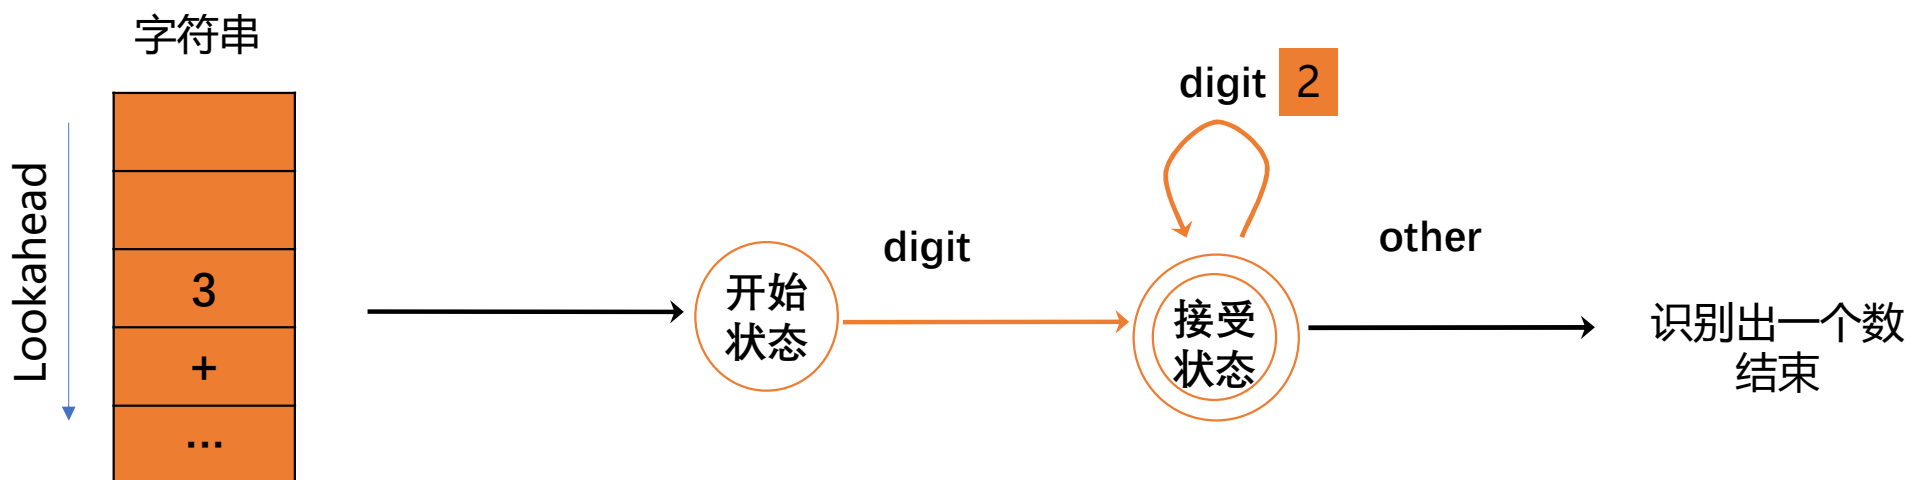 字符串
Lookahead
3
+
...
开始
状态
digit
digit 2
接受
状态
other
识别出一个数
结束